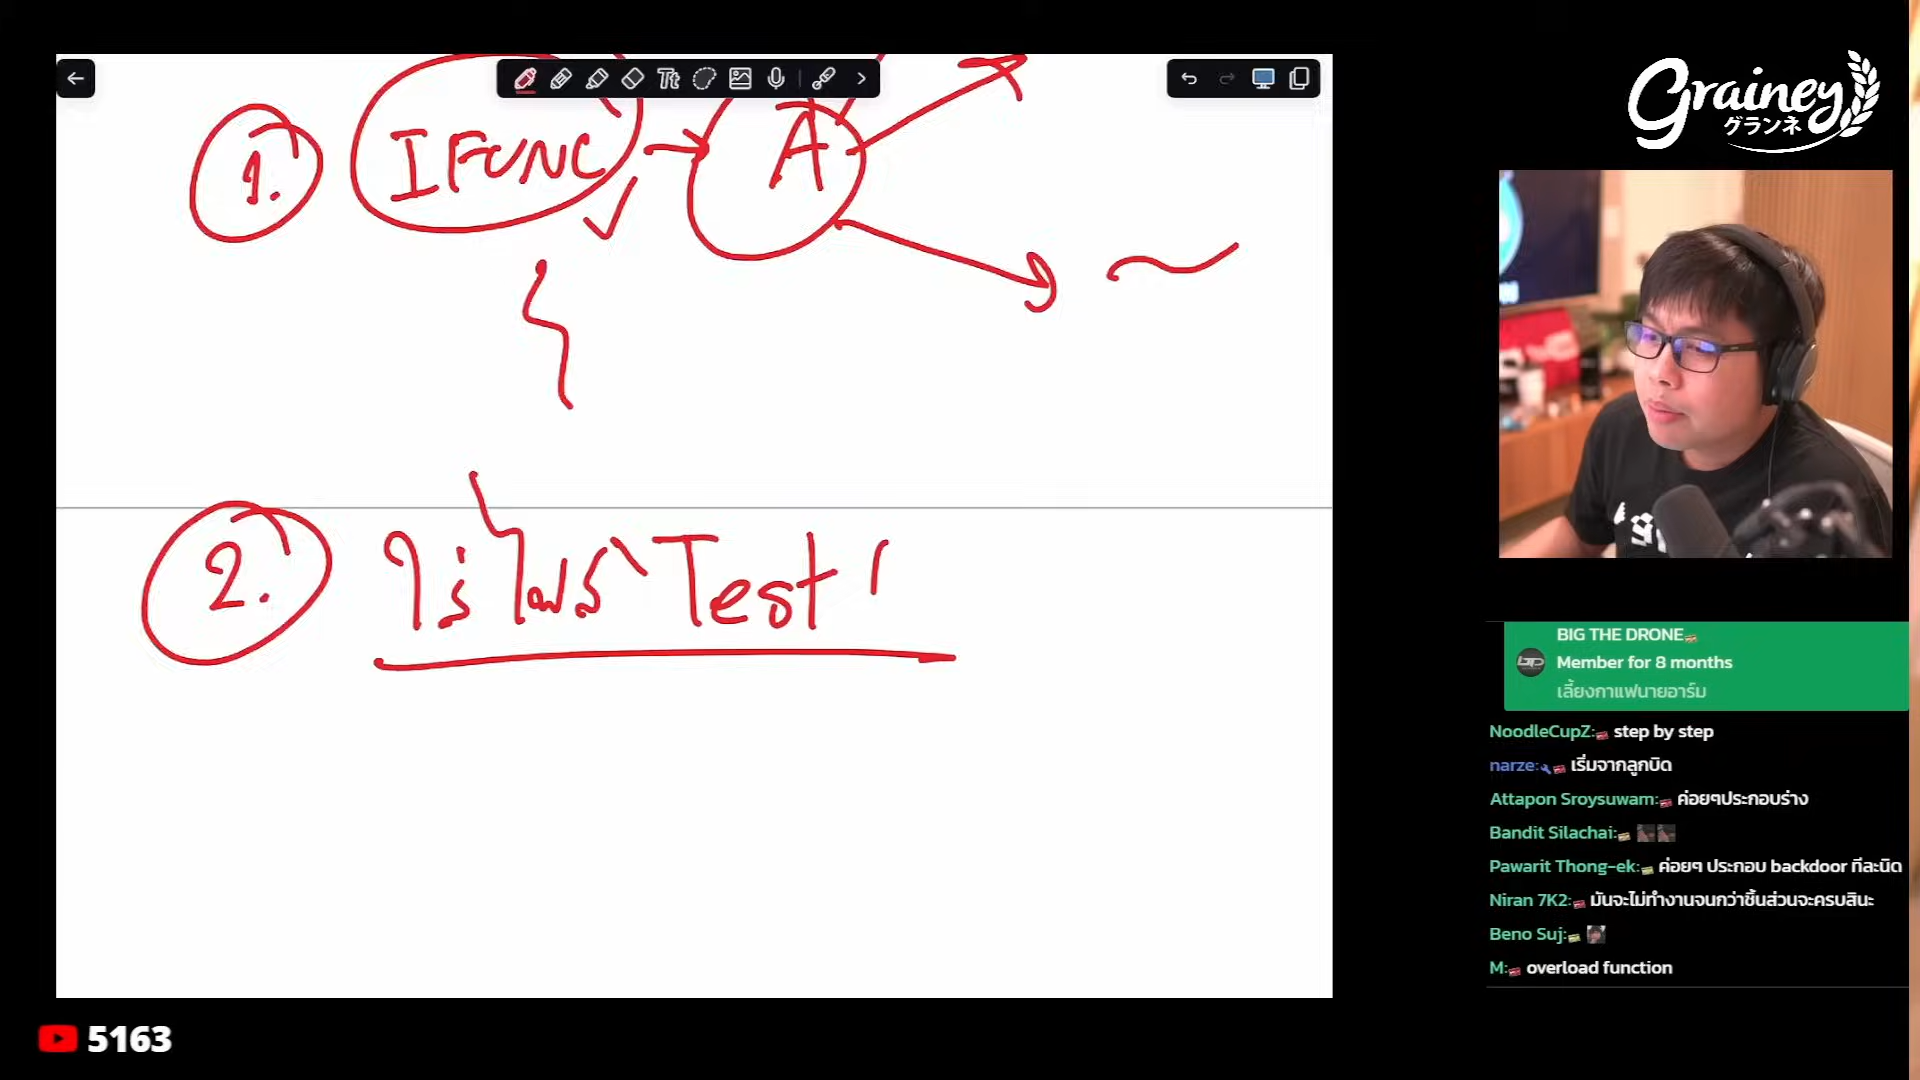 Tt
Grainey
グランネ
1. IFUNC A
2. ใส่ไฟล์ Test
BIG THE DRONE
Member for 8 months
เลี้ยงกาแฟนายอาร์ม
NoodleCupZ: step by step
narze: เริ่มจากลูกบิด
Attapon Sroysuwam: ค่อยๆประกอบร่าง
Bandit Silachai:
Pawarit Thong-ek: ค่อยๆ ประกอบ backdoor ทีละนิด
Niran 7K2: มันจะไม่ทำงานจนกว่าชิ้นส่วนจะครบสินะ
Beno Suj:
M: overload function
5163